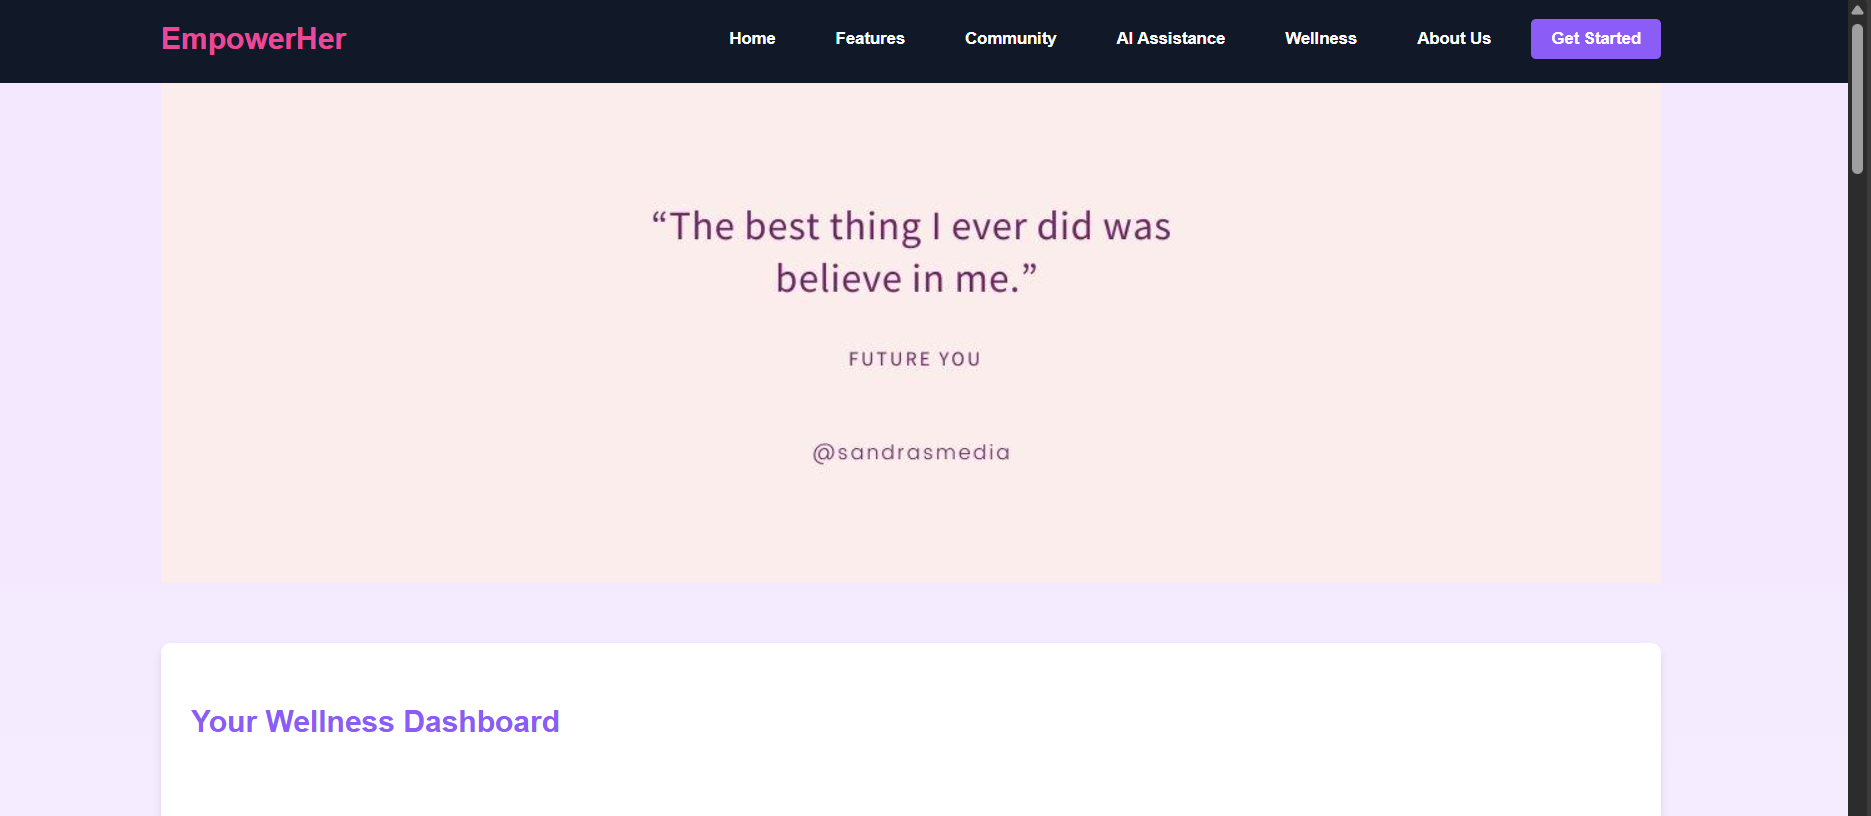 EmpowerHer
Home
Features
Community
AI Assistance
Wellness
About Us
Get Started
“The best thing I ever did was
believe in me.”
FUTURE YOU
@sandrasmedia
Your Wellness Dashboard